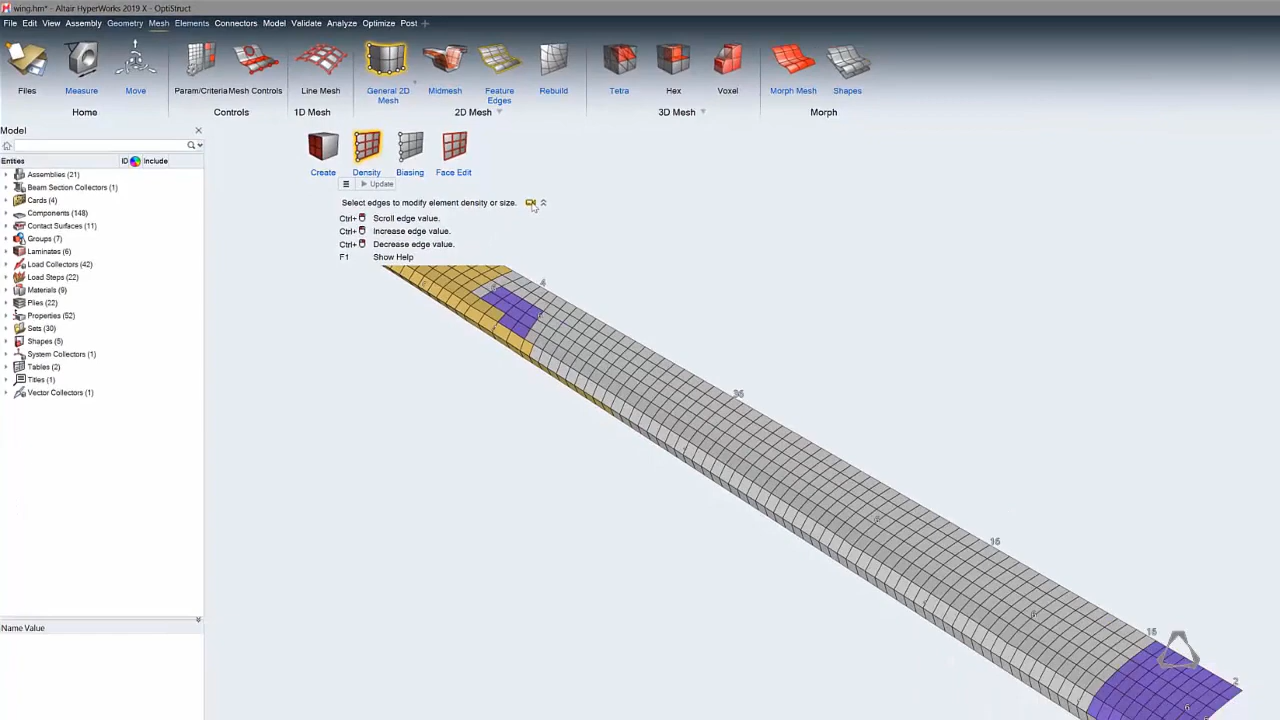 wing.hm* - Altair HyperWorks 2019 X - OptiStruct
File Edit View Assembly Geometry Mesh Elements Connectors Model Validate Analyze Optimize Post
Files Measure Move Param/Criteria Mesh Controls Line Mesh General 2D Mesh Midmesh Feature Edges Rebuild Tetra Hex Voxel Morph Mesh Shapes
Home Controls 1D Mesh 2D Mesh 3D Mesh Morph
Model
Entities ID Include
Assemblies (21)
Beam Section Collectors (1)
Cards (4)
Components (148)
Contact Surfaces (11)
Groups (7)
Laminates (6)
Load Collectors (42)
Load Steps (22)
Materials (9)
Plies (22)
Properties (52)
Sets (30)
Shapes (5)
System Collectors (1)
Tables (2)
Titles (1)
Vector Collectors (1)
Name Value
Create Density Biasing Face Edit
Update
Select edges to modify element density or size.
Ctrl+ Scroll edge value.
Ctrl+ Increase edge value.
Ctrl+ Decrease edge value.
F1 Show Help
4
36
15
15
2
6